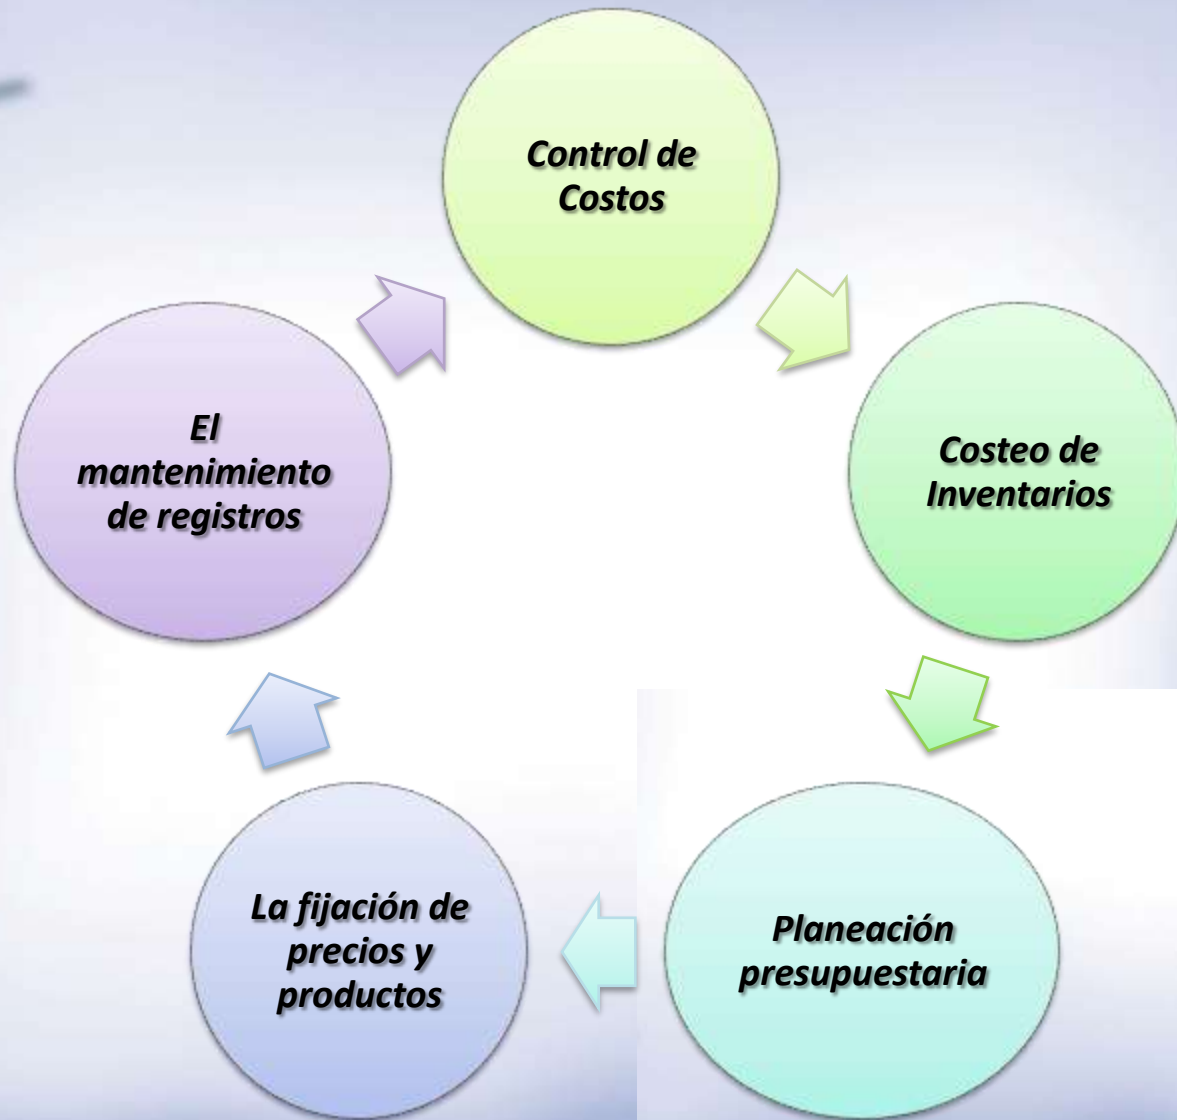 Control de
Costos
Costeo de
Inventarios
Planeación
presupuestaria
La fijación de
precios y
productos
El
mantenimiento
de registros